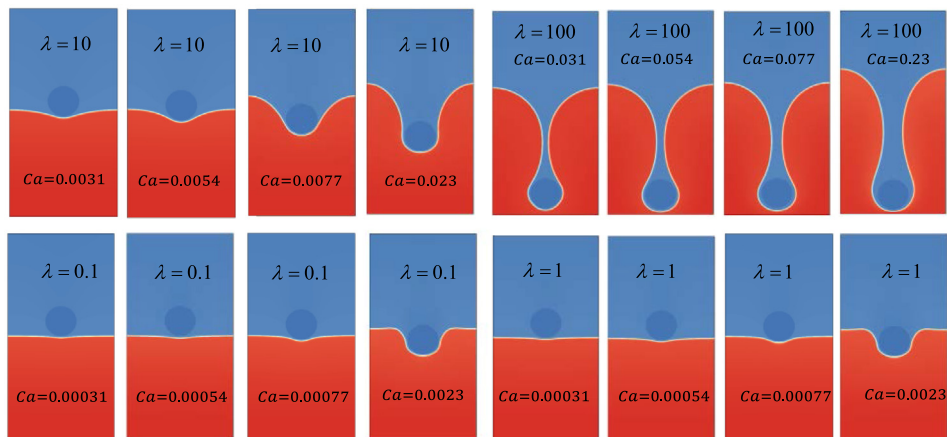 λ = 10
λ = 10
λ = 10
λ = 10
λ = 100
λ = 100
λ = 100
λ = 100
Ca=0.031
Ca=0.054
Ca=0.077
Ca=0.23
Ca=0.0031
Ca=0.0054
Ca=0.0077
Ca=0.023
λ = 0.1
λ = 0.1
λ = 0.1
λ = 0.1
λ = 1
λ = 1
λ = 1
λ = 1
Ca=0.00031
Ca=0.00054
Ca=0.00077
Ca=0.0023
Ca=0.00031
Ca=0.00054
Ca=0.00077
Ca=0.0023